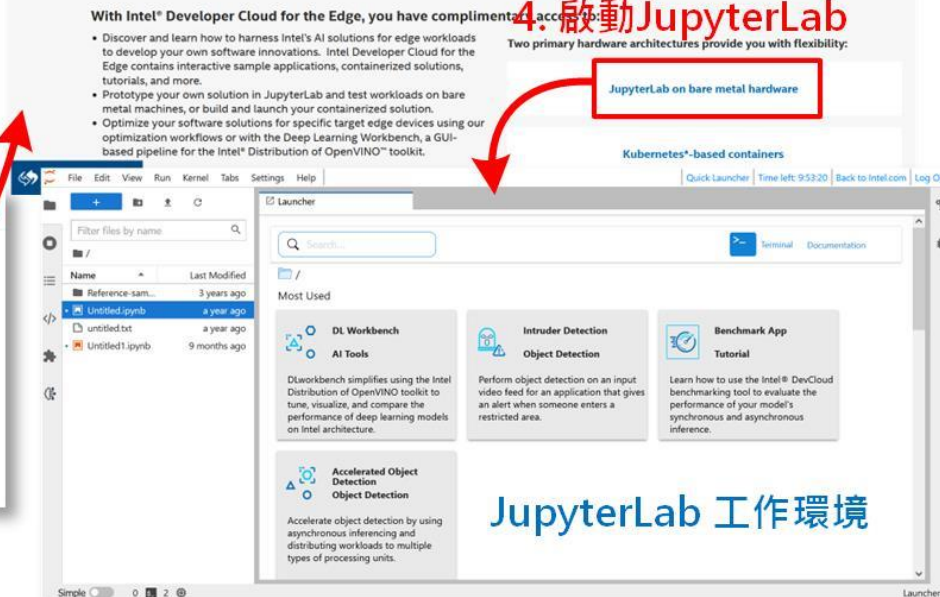 With Intel® Developer Cloud for the Edge, you have complimentary access to:
4. 啟動JupyterLab
• Discover and learn how to harness Intel's AI solutions for edge workloads
to develop your own software innovations. Intel Developer Cloud for the
Edge contains interactive sample applications, containerized solutions,
tutorials, and more.
• Prototype your own solution in JupyterLab and test workloads on bare
metal machines, or build and launch your containerized solution.
• Optimize your software solutions for specific target edge devices using our
optimization workflows or with the Deep Learning Workbench, a GUI-
based pipeline for the Intel® Distribution of OpenVINO™ toolkit.
Two primary hardware architectures provide you with flexibility:
JupyterLab on bare metal hardware
Kubernetes*-based containers
File Edit View Run Kernel Tabs Settings Help
Quick Launcher Time left: 9:53:20 Back to Intel.com Log O
Filter files by name
/
Name Last Modified
Reference-sam... 3 years ago
Untitled.ipynb a year ago
untitled.txt a year ago
Untitled1.ipynb 9 months ago
Launcher
Search...
Terminal Documentation
/
Most Used
DL Workbench
AI Tools
DLworkbench simplifies using the Intel
Distribution of OpenVINO toolkit to
tune, visualize, and compare the
performance of deep learning models
on Intel architecture.
Intruder Detection
Object Detection
Perform object detection on an input
video feed for an application that gives
an alert when someone enters a
restricted area.
Benchmark App
Tutorial
Learn how to use the Intel® DevCloud
benchmarking tool to evaluate the
performance of your model's
synchronous and asynchronous
inference.
Accelerated Object
Detection
Object Detection
Accelerate object detection by using
asynchronous inferencing and
distributing workloads to multiple
types of processing units.
JupyterLab 工作環境
Simple 0 2
Launcher